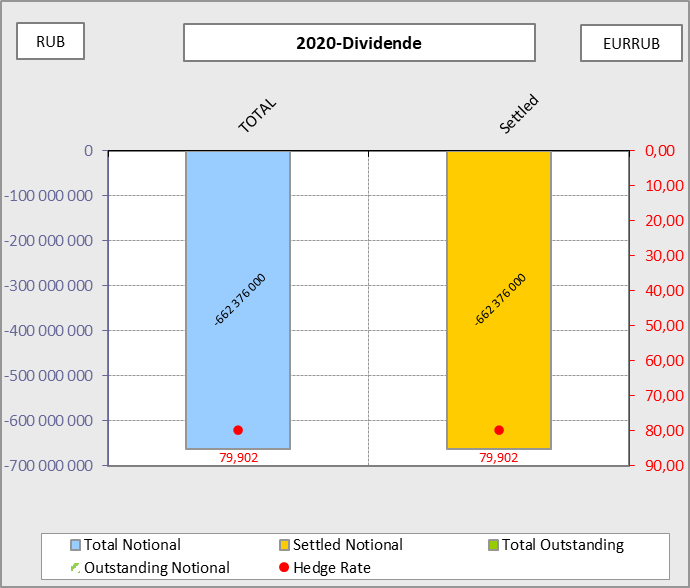 RUB
2020-Dividende
EURRUB
TOTAL
Settled
0
-100 000 000
-200 000 000
-300 000 000
-400 000 000
-500 000 000
-600 000 000
-700 000 000
-662 376 000
-662 376 000
79,902
79,902
0,00
10,00
20,00
30,00
40,00
50,00
60,00
70,00
80,00
90,00
Total Notional
Settled Notional
Total Outstanding
Outstanding Notional
Hedge Rate